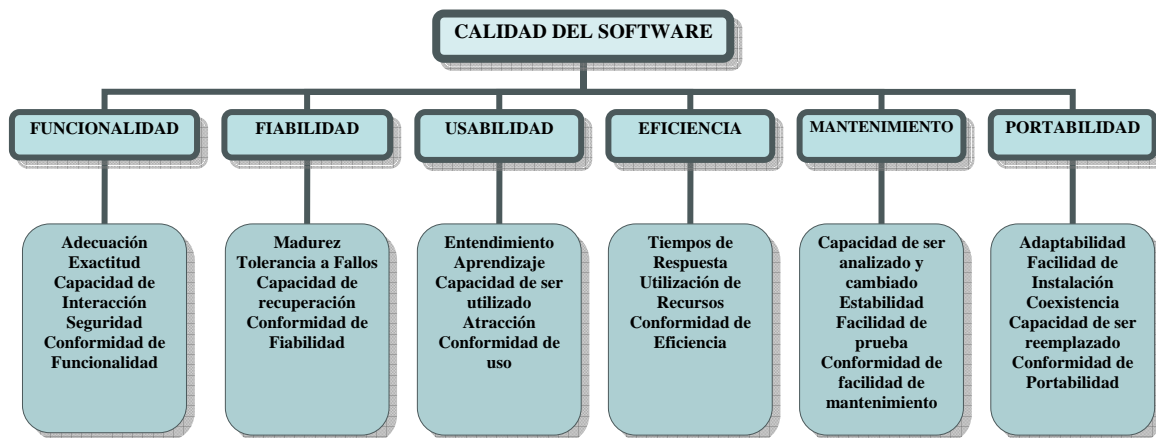 CALIDAD DEL SOFTWARE
FUNCIONALIDAD
FIABILIDAD
USABILIDAD
EFICIENCIA
MANTENIMIENTO
PORTABILIDAD
Adecuación
Exactitud
Capacidad de
Interacción
Seguridad
Conformidad de
Funcionalidad
Madurez
Tolerancia a Fallos
Capacidad de
recuperación
Conformidad de
Fiabilidad
Entendimiento
Aprendizaje
Capacidad de ser
utilizado
Atracción
Conformidad de
uso
Tiempos de
Respuesta
Utilización de
Recursos
Conformidad de
Eficiencia
Capacidad de ser
analizado y
cambiado
Estabilidad
Facilidad de
prueba
Conformidad de
facilidad de
mantenimiento
Adaptabilidad
Facilidad de
Instalación
Coexistencia
Capacidad de ser
reemplazado
Conformidad de
Portabilidad